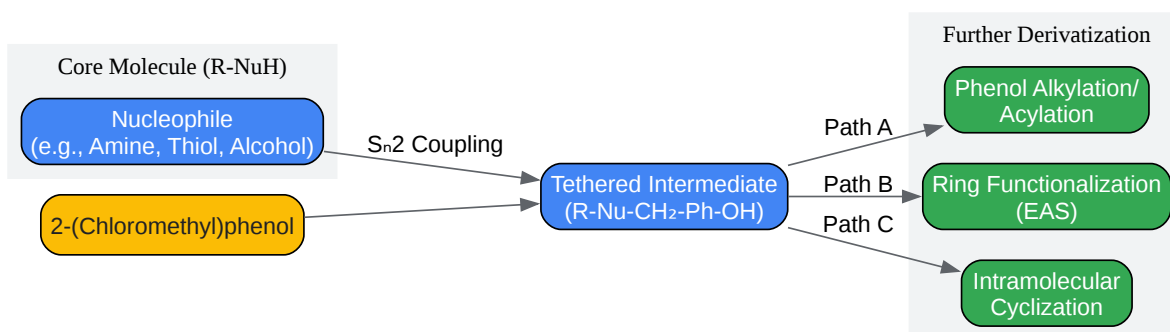 Core Molecule (R-NuH)
Nucleophile
(e.g., Amine, Thiol, Alcohol)
2-(Chloromethyl)phenol
Sₙ2 Coupling
Tethered Intermediate
(R-Nu-CH₂-Ph-OH)
Path A
Path B
Path C
Further Derivatization
Phenol Alkylation/
Acylation
Ring Functionalization
(EAS)
Intramolecular
Cyclization